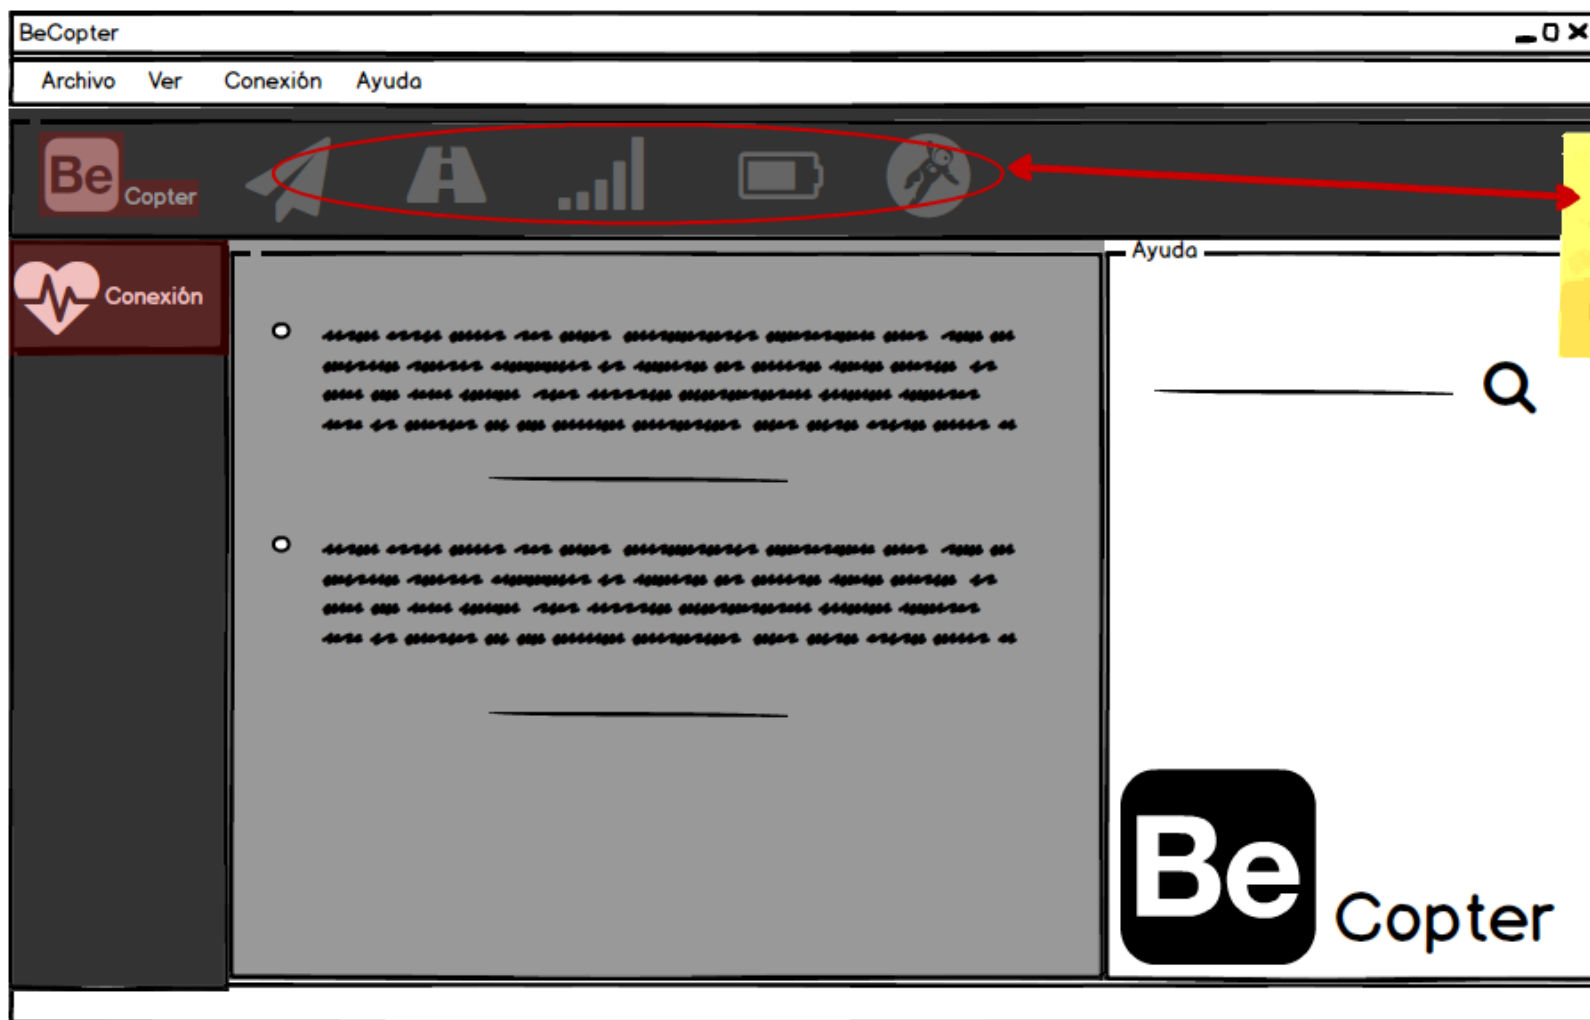 BeCopter
Archivo Ver Conexión Ayuda
Be Copter
Conexión
Ayuda
Be Copter